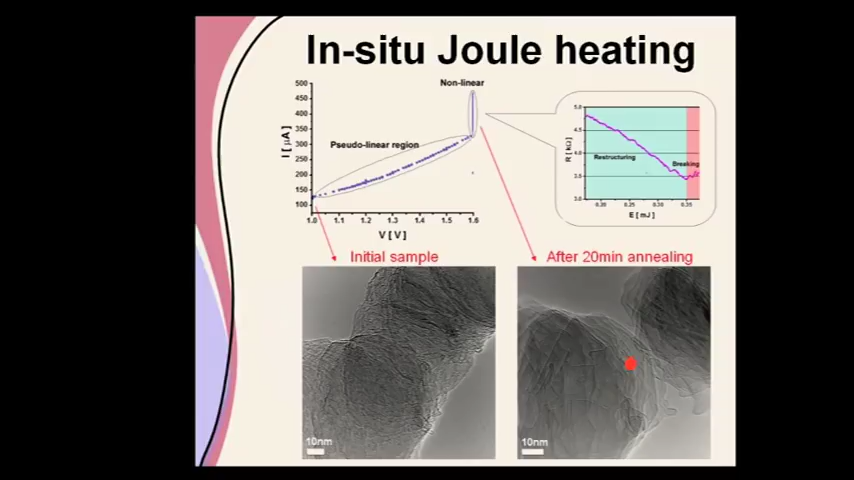 In-situ Joule heating
Non-linear
Pseudo-linear region
I [ μA ]
500
450
400
350
300
250
200
150
100
1.0 1.1 1.2 1.3 1.4 1.5 1.6
V [ V ]
R [ kΩ ]
5.0
4.5
4.0
3.5
3.0
Restructuring
Breaking
0.20 0.25 0.30 0.35
E [ mJ ]
Initial sample
After 20min annealing
10nm
10nm